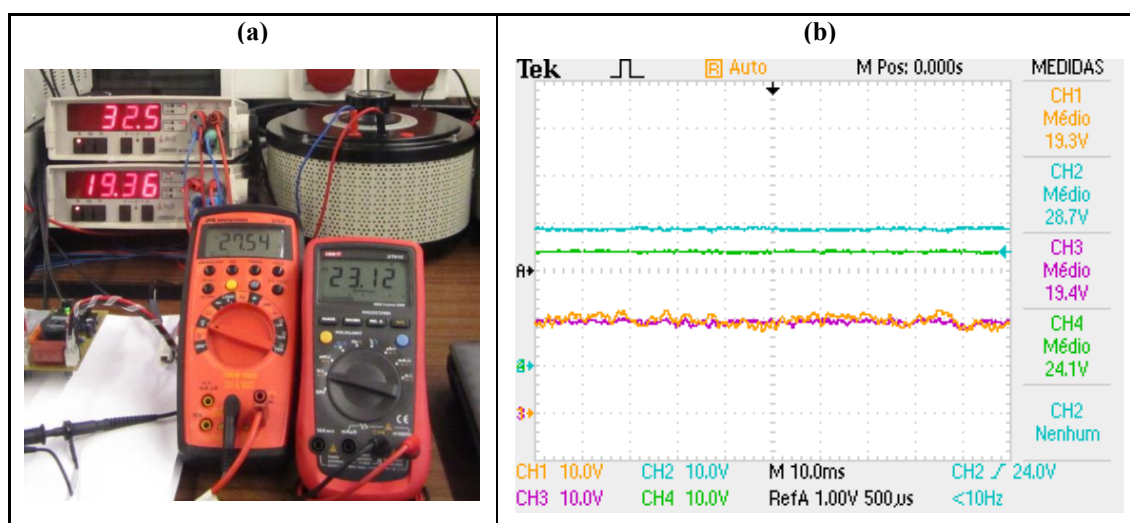 (a)
(b)
32.5
19.36
27.54
23.12
Tek
R Auto
M Pos: 0.000s
MEDIDAS
CH1
Médio
19.3V
CH2
Médio
28.7V
CH3
Médio
19.4V
CH4
Médio
24.1V
CH2
Nenhum
A
3
CH1 10.0V CH2 10.0V M 10.0ms CH2 24.0V
CH3 10.0V CH4 10.0V RefA 1.00V 500µs <10Hz